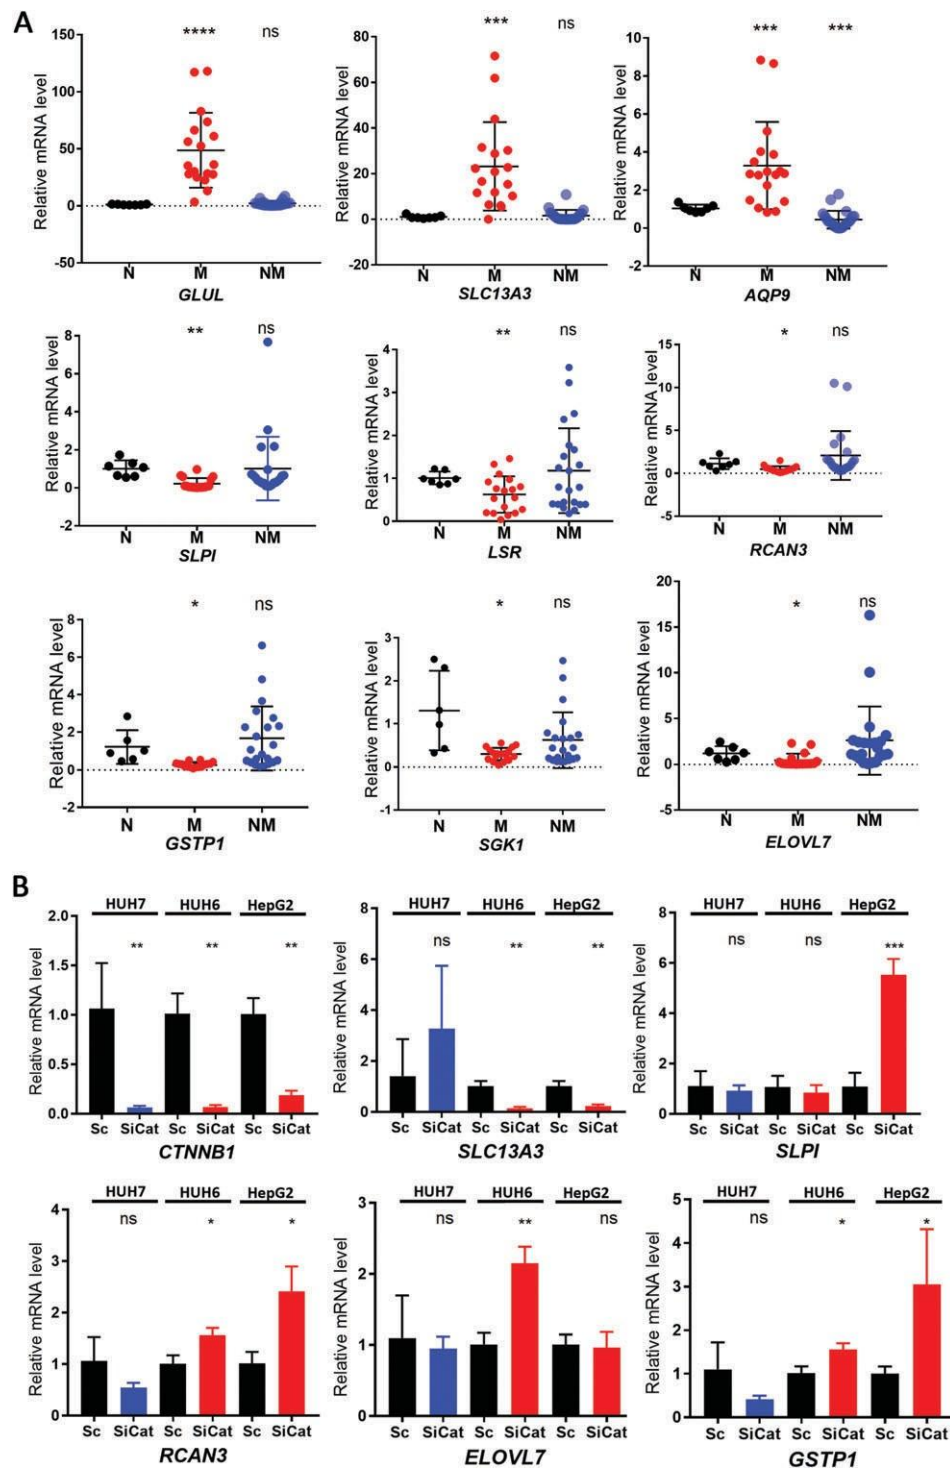 A
Relative mRNA level
150
100
50
0
-50
****
ns
N M NM
GLUL
Relative mRNA level
80
60
40
20
0
-20
***
ns
N M NM
SLC13A3
Relative mRNA level
10
8
6
4
2
0
-2
***
***
N M NM
AQP9
Relative mRNA level
8
6
4
2
0
-2
**
ns
N M NM
SLPI
Relative mRNA level
4
3
2
1
0
**
ns
N M NM
LSR
Relative mRNA level
15
10
5
0
-5
*
ns
N M NM
RCAN3
Relative mRNA level
8
6
4
2
0
-2
*
ns
N M NM
GSTP1
Relative mRNA level
3
2
1
0
-1
*
ns
N M NM
SGK1
Relative mRNA level
20
15
10
5
0
-5
*
ns
N M NM
ELOVL7
B
HUH7 HUH6 HepG2
Relative mRNA level
2.0
1.5
1.0
0.5
0.0
** ** **
Sc SiCat Sc SiCat Sc SiCat
CTNNB1
HUH7 HUH6 HepG2
Relative mRNA level
8
6
4
2
0
ns ** **
Sc SiCat Sc SiCat Sc SiCat
SLC13A3
HUH7 HUH6 HepG2
Relative mRNA level
8
6
4
2
0
ns ns ***
Sc SiCat Sc SiCat Sc SiCat
SLPI
HUH7 HUH6 HepG2
Relative mRNA level
4
3
2
1
0
ns * *
Sc SiCat Sc SiCat Sc SiCat
RCAN3
HUH7 HUH6 HepG2
Relative mRNA level
3
2
1
0
ns ** ns
Sc SiCat Sc SiCat Sc SiCat
ELOVL7
HUH7 HUH6 HepG2
Relative mRNA level
5
4
3
2
1
0
ns * *
Sc SiCat Sc SiCat Sc SiCat
GSTP1